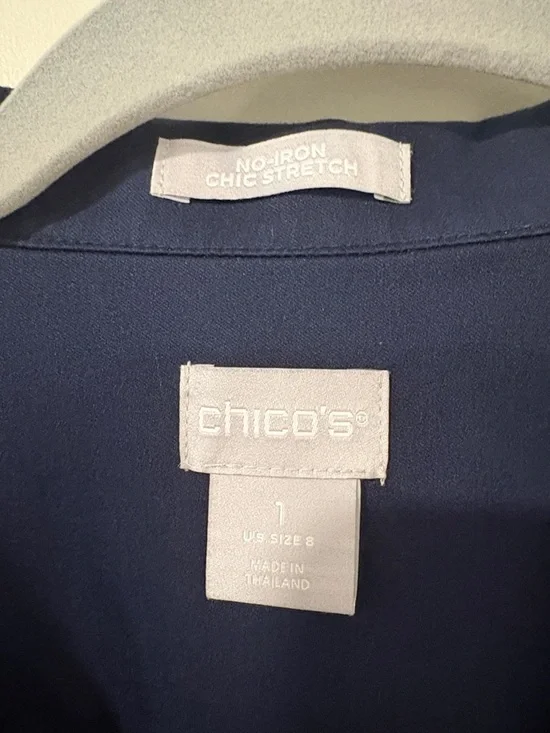 NO-IRON
CHIC STRETCH
chico's®
1
U.S. SIZE 8
MADE IN
THAILAND